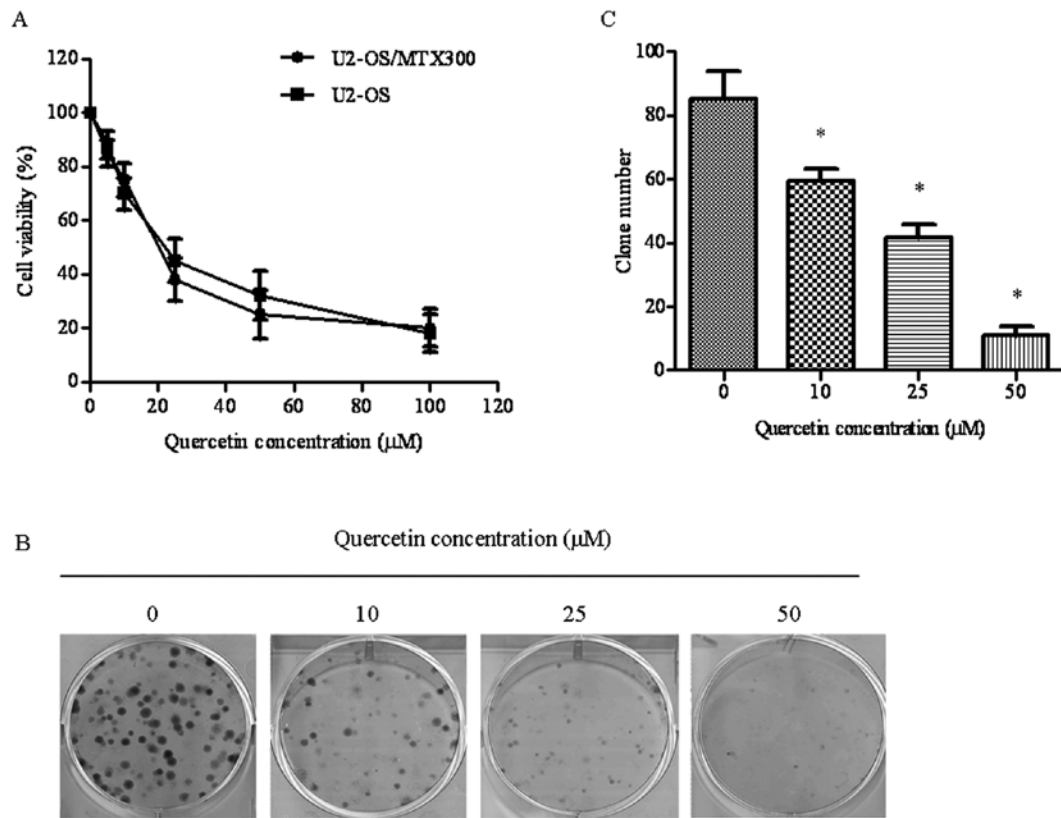 A
120
100
80
60
40
20
0
Cell viability (%)
U2-OS/MTX300
U2-OS
0 20 40 60 80 100 120
Quercetin concentration (μM)
C
100
80
60
40
20
0
Clone number
*
*
*
0 10 25 50
Quercetin concentration (μM)
B
Quercetin concentration (μM)
0 10 25 50